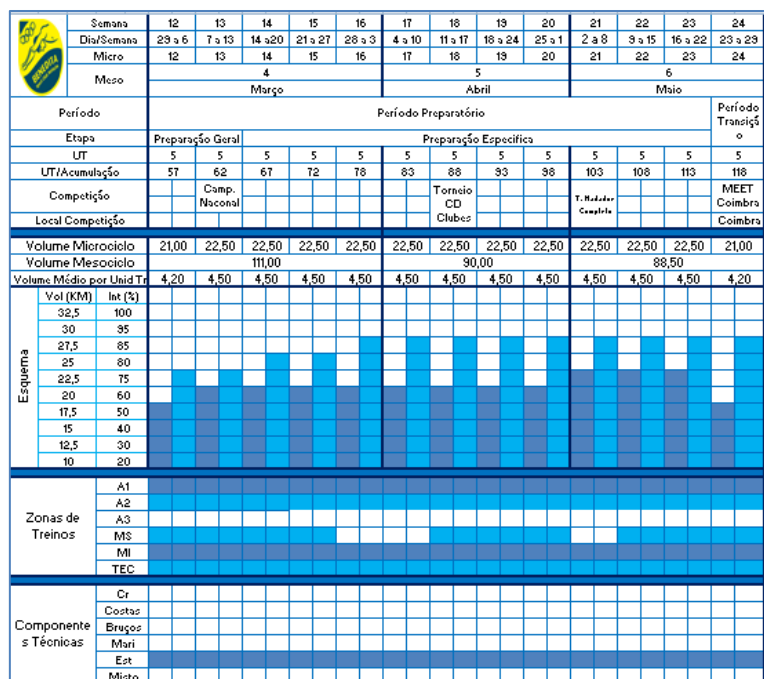 BENEDITA
Semana 12 13 14 15 16 17 18 19 20 21 22 23 24
Dia/Semana 29 a 6 7 a 13 14 a20 21 a 27 28 a 3 4 a 10 11 a 17 18 a 24 25 a 1 2 a 8 9 a 15 16 a 22 23 a 29
Micro 12 13 14 15 16 17 18 19 20 21 22 23 24
Meso 4 5 6
Março Abril Maio
Período Período Preparatório Período Transiçã o
Etapa Preparação Geral Preparação Especifica
UT 5 5 5 5 5 5 5 5 5 5 5 5 5
UT/Acumulação 57 62 67 72 78 83 88 93 98 103 108 113 118
Competição Camp. Naconal Torneio CD Clubes T. Nadador Completo MEET Coimbra
Local Competição Coimbra
Volume Microciclo 21,00 22,50 22,50 22,50 22,50 22,50 22,50 22,50 22,50 22,50 22,50 22,50 21,00
Volume Mesociclo 111,00 90,00 88,50
Volume Médio por Unid Tr 4,20 4,50 4,50 4,50 4,50 4,50 4,50 4,50 4,50 4,50 4,50 4,50 4,20
Esquema
Vol (KM) Int (%)
32,5 100
30 95
27,5 85
25 80
22,5 75
20 60
17,5 50
15 40
12,5 30
10 20
Zonas de Treinos
A1
A2
A3
MS
MI
TEC
Componente s Técnicas
Cr
Costas
Bruços
Mari
Est
Misto